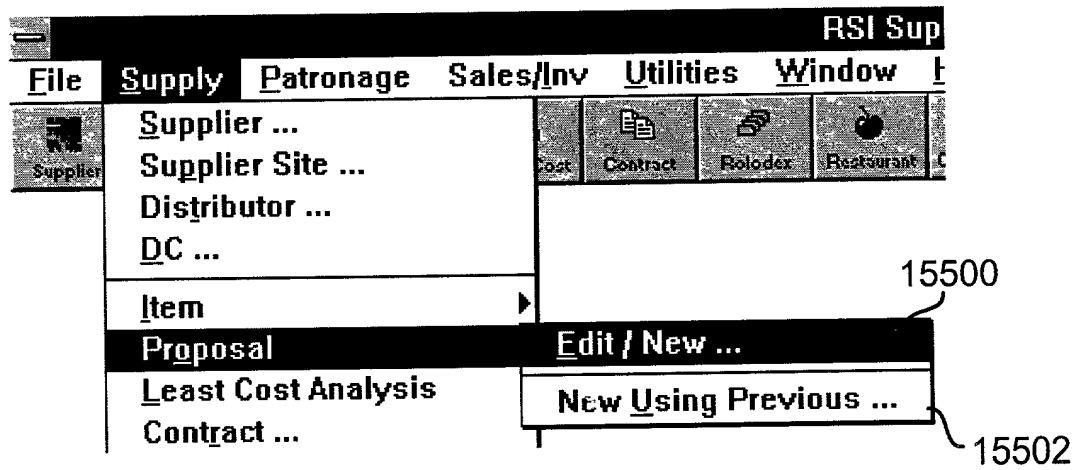 RSI Sup
File Supply Patronage Sales/Inv Utilities Window H
Supplier Cost Contract Rolodex Restaurant
Supplier ...
Supplier Site ...
Distributor ...
DC ...
Item
Proposal
Least Cost Analysis
Contract ...
Edit / New ...
New Using Previous ...
15500
15502